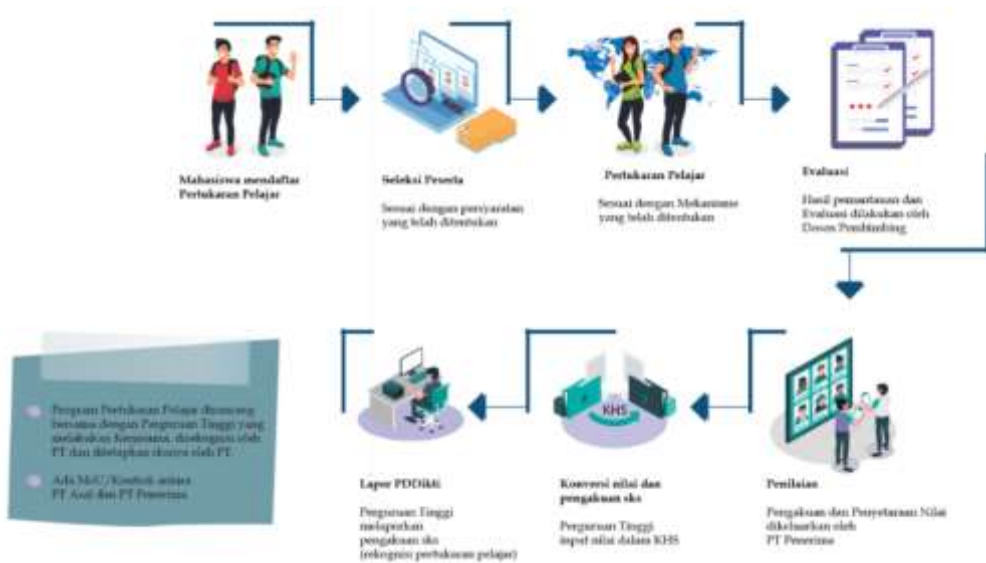 Mahasiswa mendaftar
Pertukaran Pelajar
Seleksi Peserta
Sesuai dengan persyaratan
yang telah ditentukan
Pertukaran Pelajar
Sesuai dengan Mekanisme
yang telah ditentukan
Evaluasi
Hasil pemantauan dan
Evaluasi dilakukan oleh
Dosen Pembimbing
Program Pertukaran Pelajar dirancang
bersama dengan Perguruan Tinggi yang
melakukan Kerjasama, direkognisi oleh
PT dan ditetapkan oleh PT.
Ada MoU/Kontrak antara
PT Asal dan PT Penerima
Lapor PDDikti
Perguruan Tinggi
melaporkan
pengakuan sks
(rekognisi pertukaran pelajar)
KHS
Konversi nilai dan
pengakuan sks
Perguruan Tinggi
input nilai dalam KHS
Penilaian
Pengakuan dan Penyetaraan Nilai
dikeluarkan oleh
PT Penerima